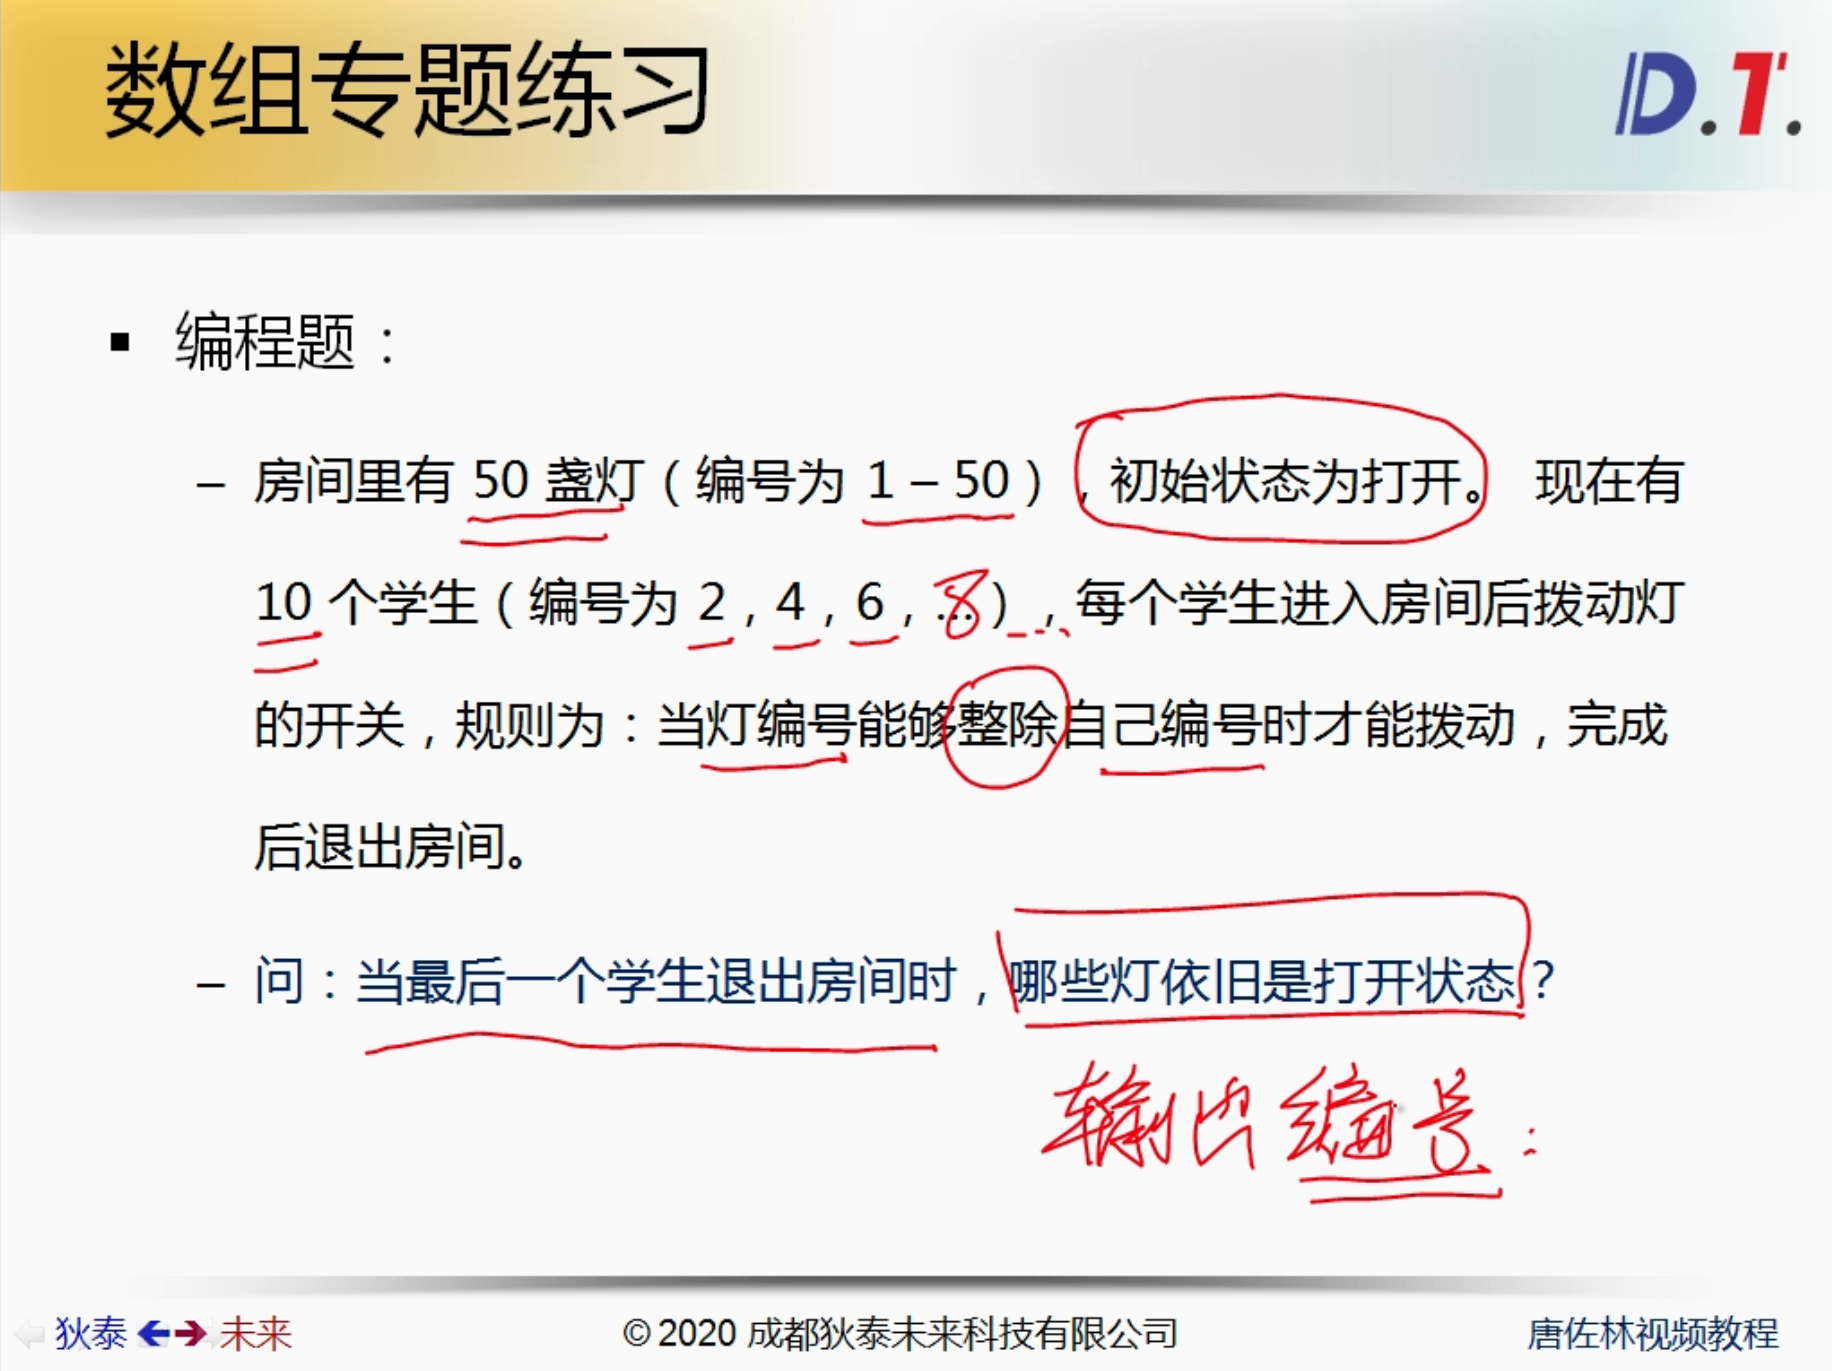 数组专题练习
D.T.
▪ 编程题：
– 房间里有 50 盏灯（编号为 1 – 50），初始状态为打开。 现在有
10 个学生（编号为 2，4，6，8），每个学生进入房间后拨动灯
的开关，规则为：当灯编号能够整除自己编号时才能拨动，完成
后退出房间。
– 问：当最后一个学生退出房间时，哪些灯依旧是打开状态？
输出编号：
狄泰 未来
© 2020 成都狄泰未来科技有限公司
唐佐林视频教程